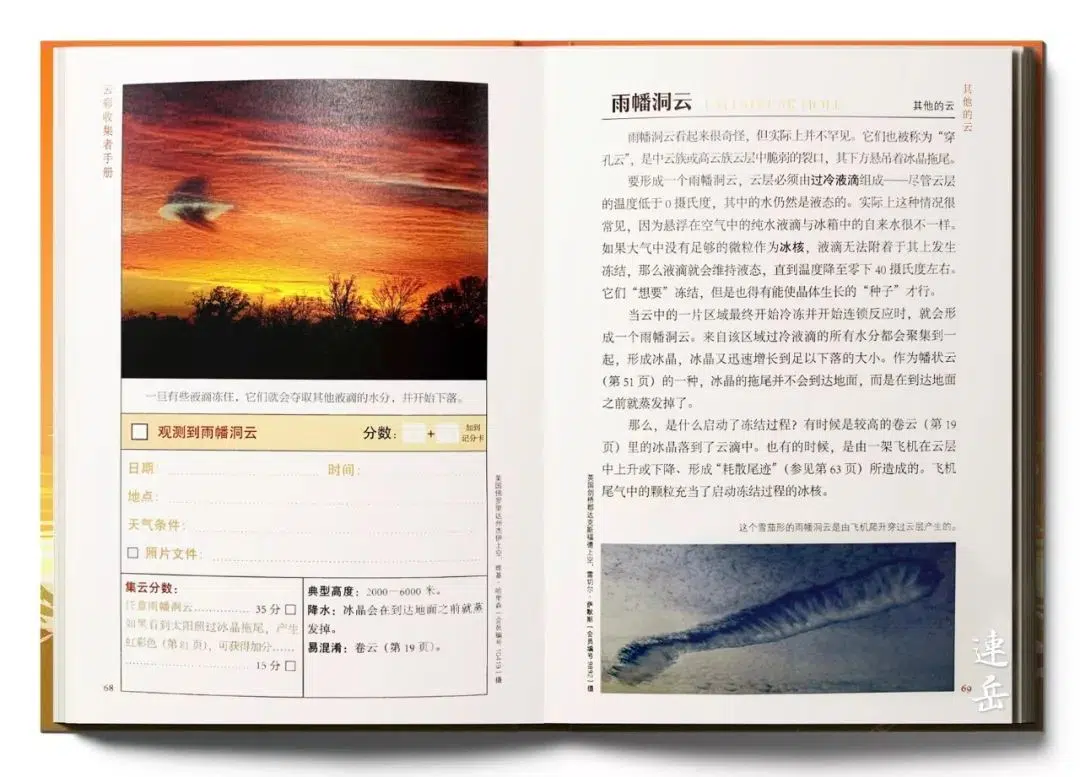 云彩收集者手册
一旦有些液滴冻住，它们就会夺取其他液滴的水分，并开始下落。
观测到雨幡洞云
分数：
+
加到
记分卡
日期：
时间：
地点：
天气条件：
照片文件：
集云分数：
任意雨幡洞云…………… 35分
如果看到太阳照过冰晶拖尾，产生
虹彩色（第81页），可获得加分……
…………………………… 15分
典型高度：2000—6000米。
降水：冰晶会在到达地面之前就蒸
发掉。
易混淆：卷云（第19页）。
68
雨幡洞云
FALLSTREAK HOLE
其他的云
其他的云
雨幡洞云看起来很奇怪，但实际上并不罕见。它们也被称为“穿
孔云”，是中云族或高云族云层中脆弱的裂口，其下方悬吊着冰晶拖尾。
要形成一个雨幡洞云，云层必须由过冷液滴组成——尽管云层
的温度低于0摄氏度，其中的水仍然是液态的。实际上这种情况很
常见，因为悬浮在空气中的纯水液滴与冰箱中的自来水很不一样。
如果大气中没有足够的微粒作为冰核，液滴无法附着于其上发生
冻结，那么液滴就会维持液态，直到温度降至零下40摄氏度左右。
它们“想要”冻结，但是也得有能使晶体生长的“种子”才行。
当云中的一片区域最终开始冷冻并开始连锁反应时，就会形
成一个雨幡洞云。来自该区域过冷液滴的所有水分都会聚集到一
起，形成冰晶，冰晶又迅速增长到足以下落的大小。作为幡状云
（第51页）的一种，冰晶的拖尾并不会到达地面，而是在到达地面
之前就蒸发掉了。
那么，是什么启动了冻结过程？有时候是较高的卷云（第19
页）里的冰晶落到了云滴中。也有的时候，是由一架飞机在云层
中上升或下降、形成“耗散尾迹”（参见第63页）所造成的。飞机
尾气中的颗粒充当了启动冻结过程的冰核。
这个雪茄形的雨幡洞云是由飞机爬升穿过云层产生的。
連岳
69